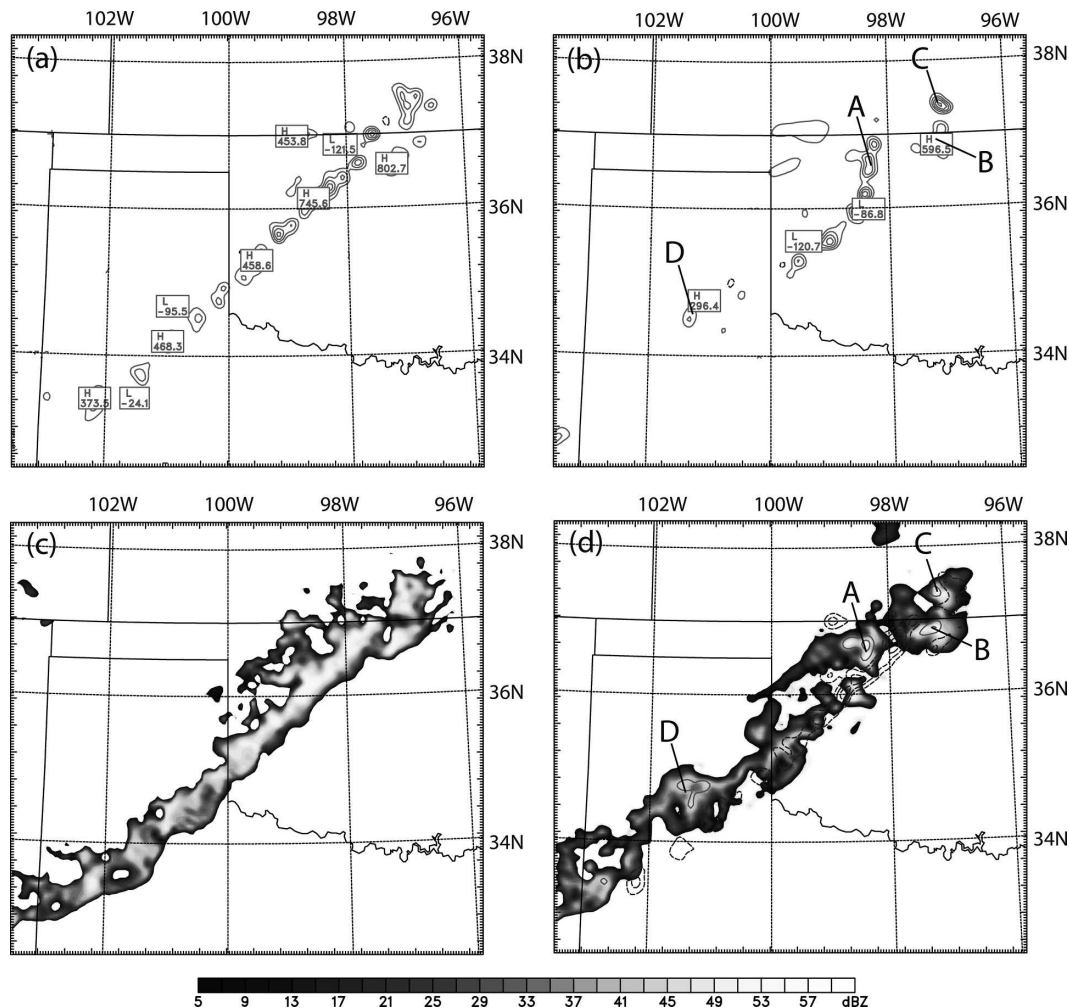 102W 100W 98W 96W
100W 98W 96W
(a)
38N
H
453.8
L
-121.5
H
802.7
H
745.6
36N
H
458.6
L
-95.5
H
468.3
34N
H
373.5
L
-24.1
(b)
C
38N
A
H
596.5
B
36N
L
-86.8
L
-120.7
D
H
296.4
34N
102W 100W 98W 96W
102W 100W 98W 96W
(c)
38N
36N
34N
(d)
C
38N
A
B
36N
D
34N
5 9 13 17 21 25 29 33 37 41 45 49 53 57 dBZ